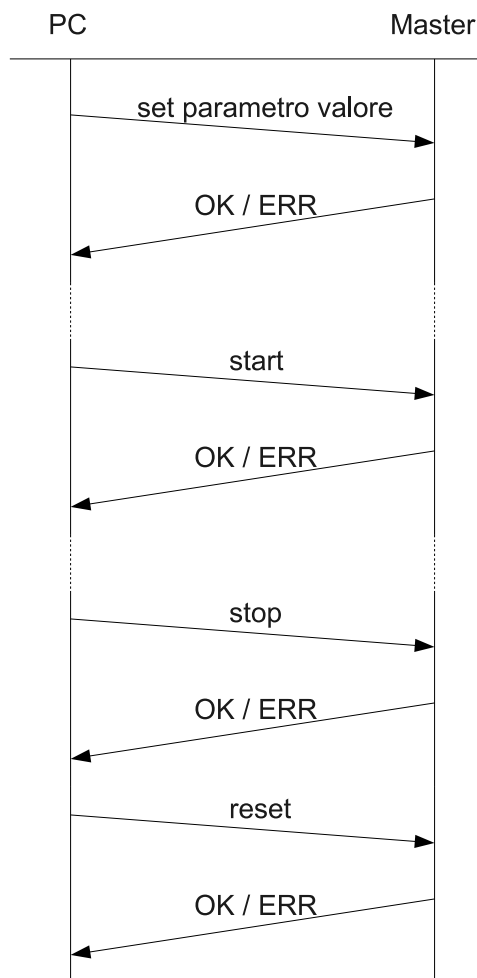 PC Master
set parametro valore
OK / ERR
start
OK / ERR
stop
OK / ERR
reset
OK / ERR